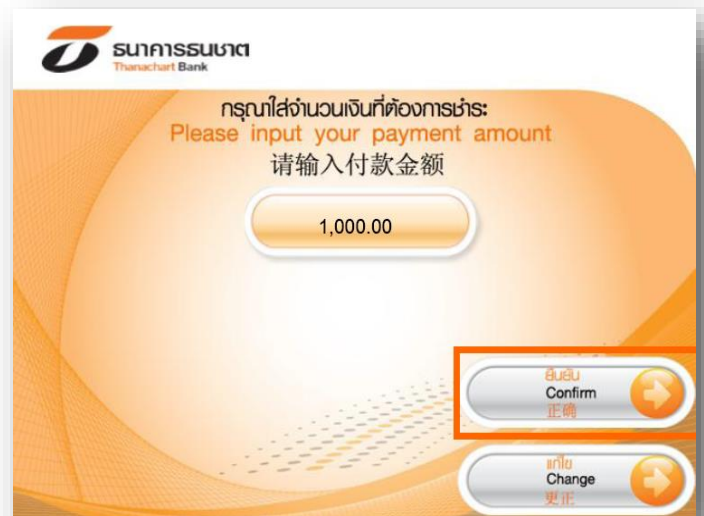 ธนาคารธนชาต
Thanachart Bank
กรุณาใส่จำนวนเงินที่ต้องการชำระ
Please input your payment amount
请输入付款金额
1,000.00
ยืนยัน
Confirm
正确
แก้ไข
Change
更正